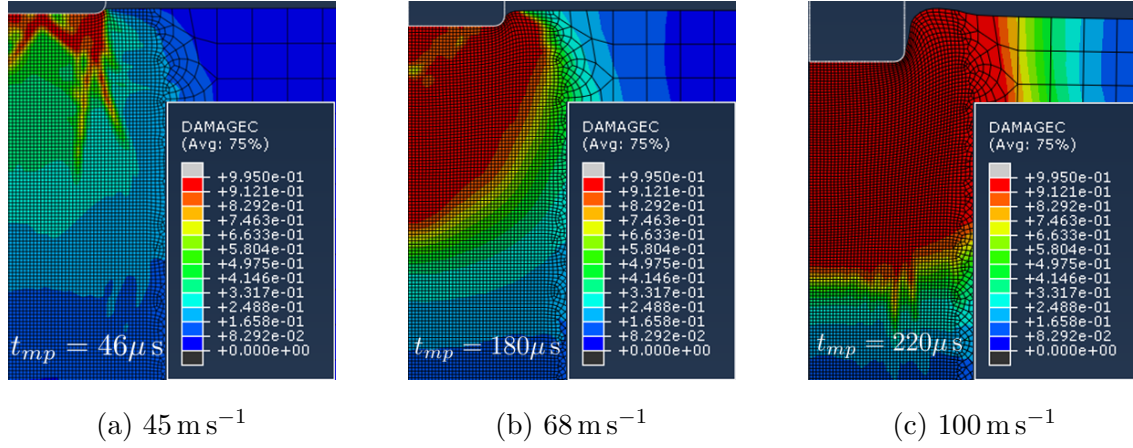 DAMAGEC
(Avg: 75%)
+9.950e-01
+9.121e-01
+8.292e-01
+7.463e-01
+6.633e-01
+5.804e-01
+4.975e-01
+4.146e-01
+3.317e-01
+2.488e-01
+1.658e-01
+8.292e-02
+0.000e+00
t_{mp} = 46μs
(a) 45 m s⁻¹
DAMAGEC
(Avg: 75%)
+9.950e-01
+9.121e-01
+8.292e-01
+7.463e-01
+6.633e-01
+5.804e-01
+4.975e-01
+4.146e-01
+3.317e-01
+2.488e-01
+1.658e-01
+8.292e-02
+0.000e+00
t_{mp} = 180μs
(b) 68 m s⁻¹
DAMAGEC
(Avg: 75%)
+9.950e-01
+9.121e-01
+8.292e-01
+7.463e-01
+6.633e-01
+5.804e-01
+4.975e-01
+4.146e-01
+3.317e-01
+2.488e-01
+1.658e-01
+8.292e-02
+0.000e+00
t_{mp} = 220μs
(c) 100 m s⁻¹